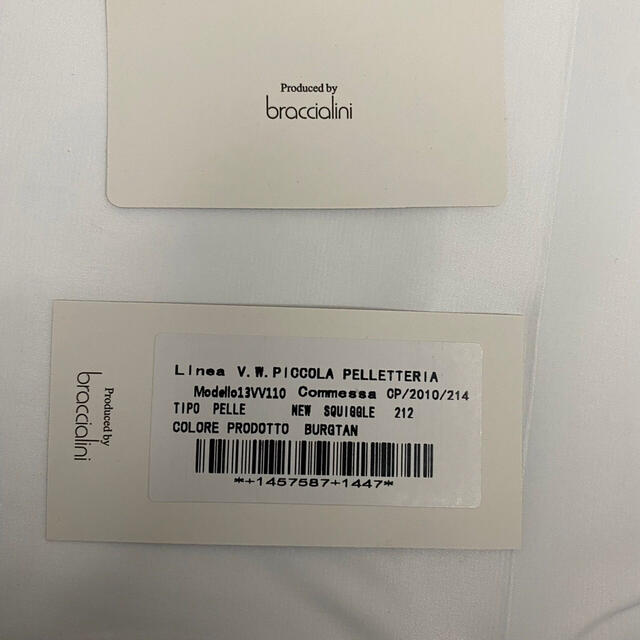 Produced by
braccialini
Produced by
braccialini
Linea V.W.PICCOLA PELLETTERIA
Modello13VV110 Commessa CP/2010/214
TIPO PELLE NEW SQUIGGLE 212
COLORE PRODOTTO BURGTAN
*+1457587+1447*